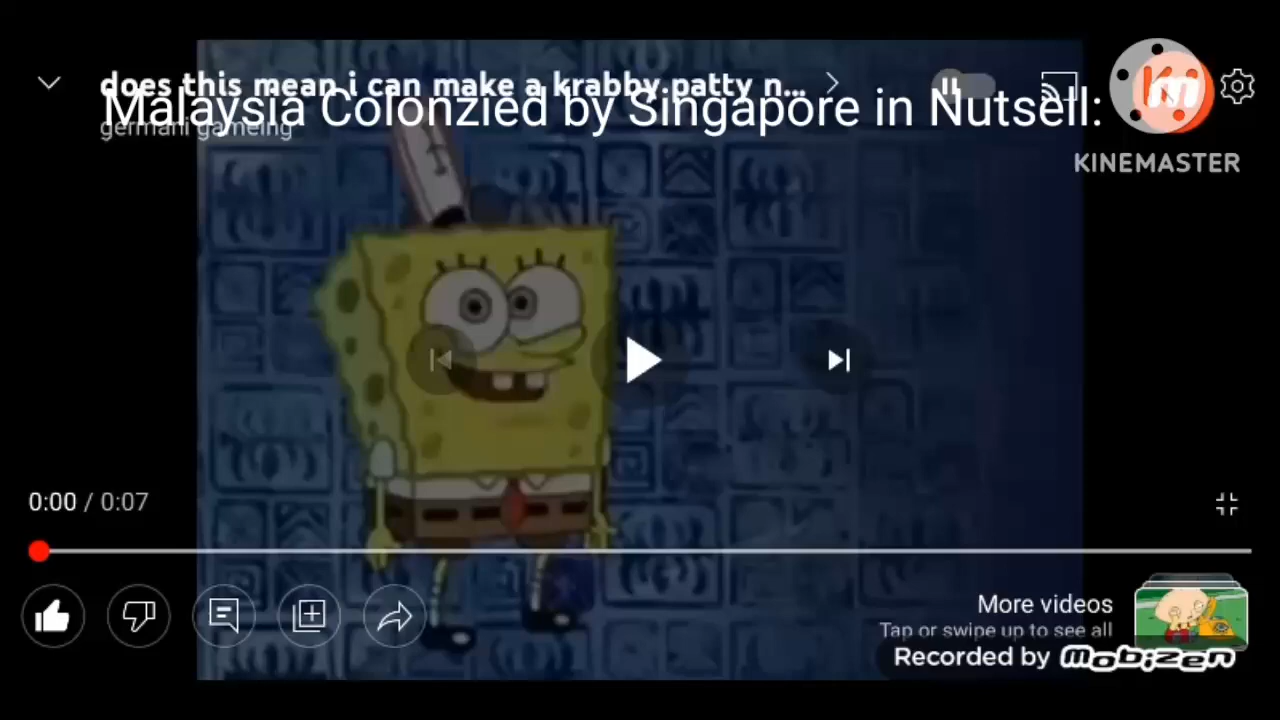 does this mean i can make a krabby patty n...
Malaysia Colonzied by Singapore in Nutsell:
germani gameing
KINEMASTER
0:00 / 0:07
More videos
Tap or swipe up to see all
Recorded by Mobizen